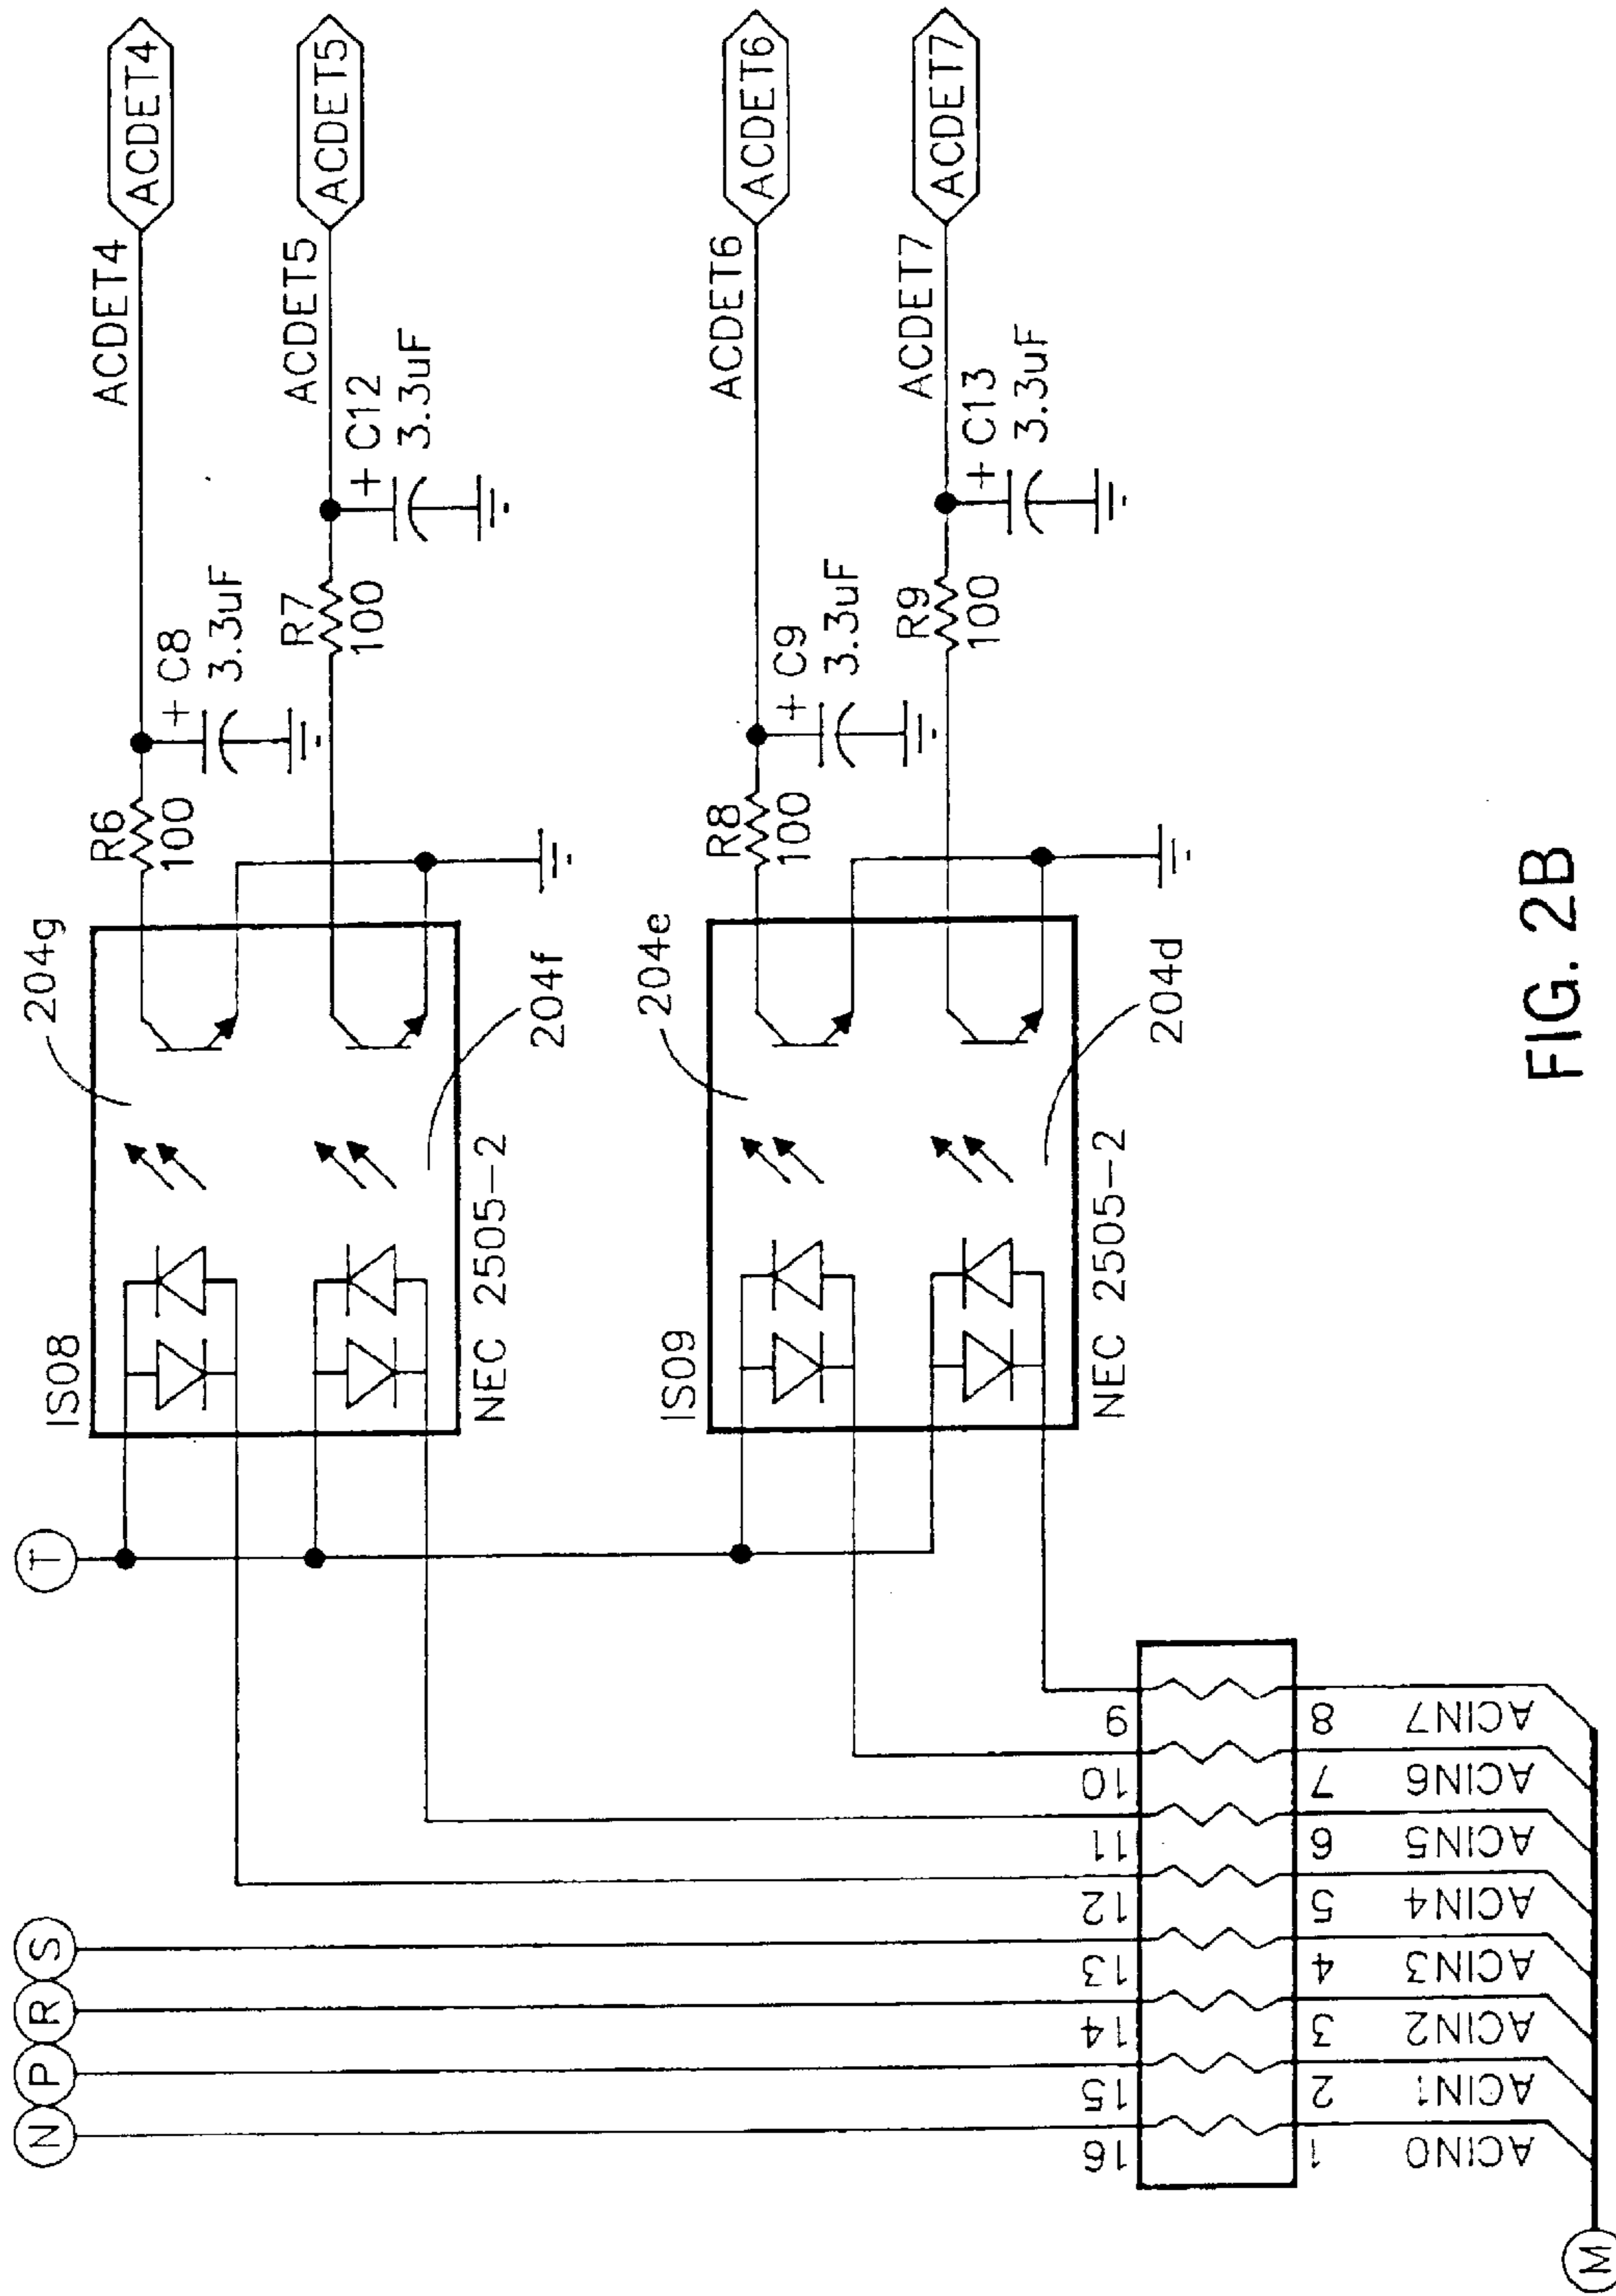 N
P
R
S
T
ISO8
204g
R6
100
+ C8
3.3uF
ACDET4
ACDET4
R7
100
+ C12
3.3uF
ACDET5
ACDET5
204f
NEC 2505-2
ISO9
204e
R8
100
+ C9
3.3uF
ACDET6
ACDET6
R9
100
+ C13
3.3uF
ACDET7
ACDET7
204d
NEC 2505-2
16
15
14
13
12
11
10
9
1
2
3
4
5
6
7
8
ACIN0
ACIN1
ACIN2
ACIN3
ACIN4
ACIN5
ACIN6
ACIN7
M
FIG. 2B